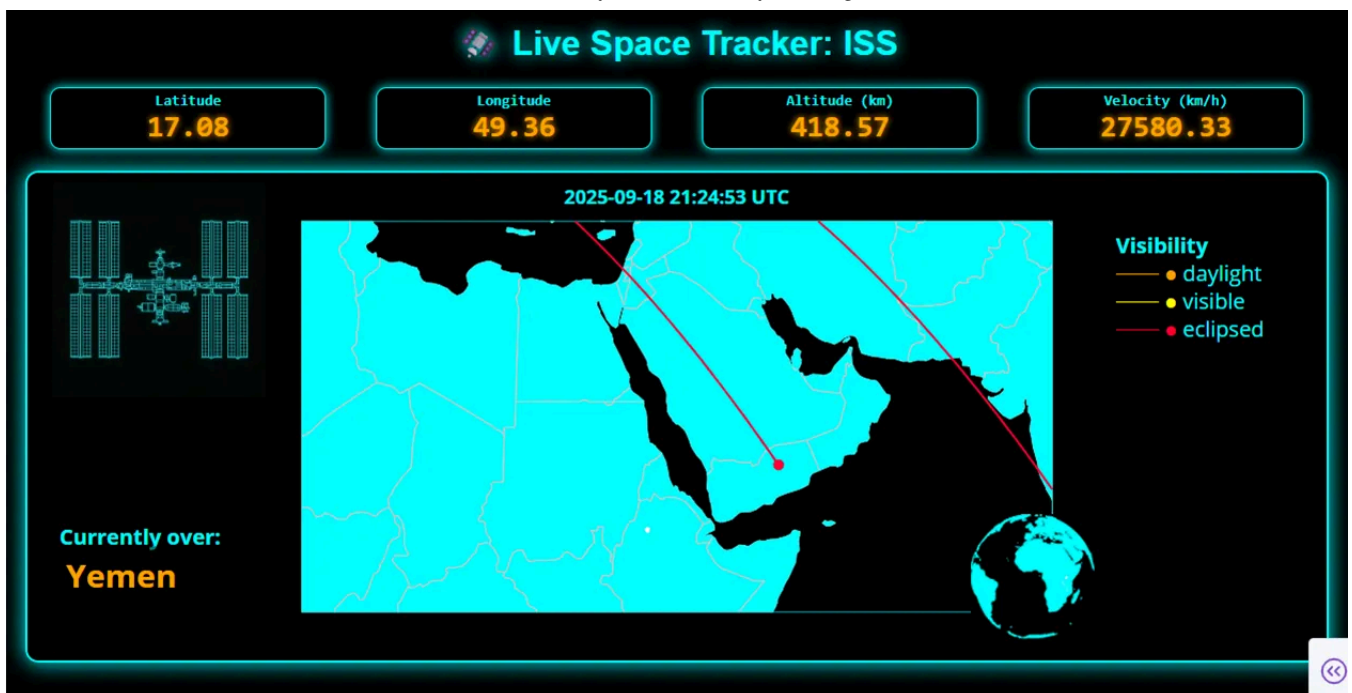 Live Space Tracker: ISS
Latitude
17.08
Longitude
49.36
Altitude (km)
418.57
Velocity (km/h)
27580.33
2025-09-18 21:24:53 UTC
Visibility
daylight
visible
eclipsed
Currently over:
Yemen